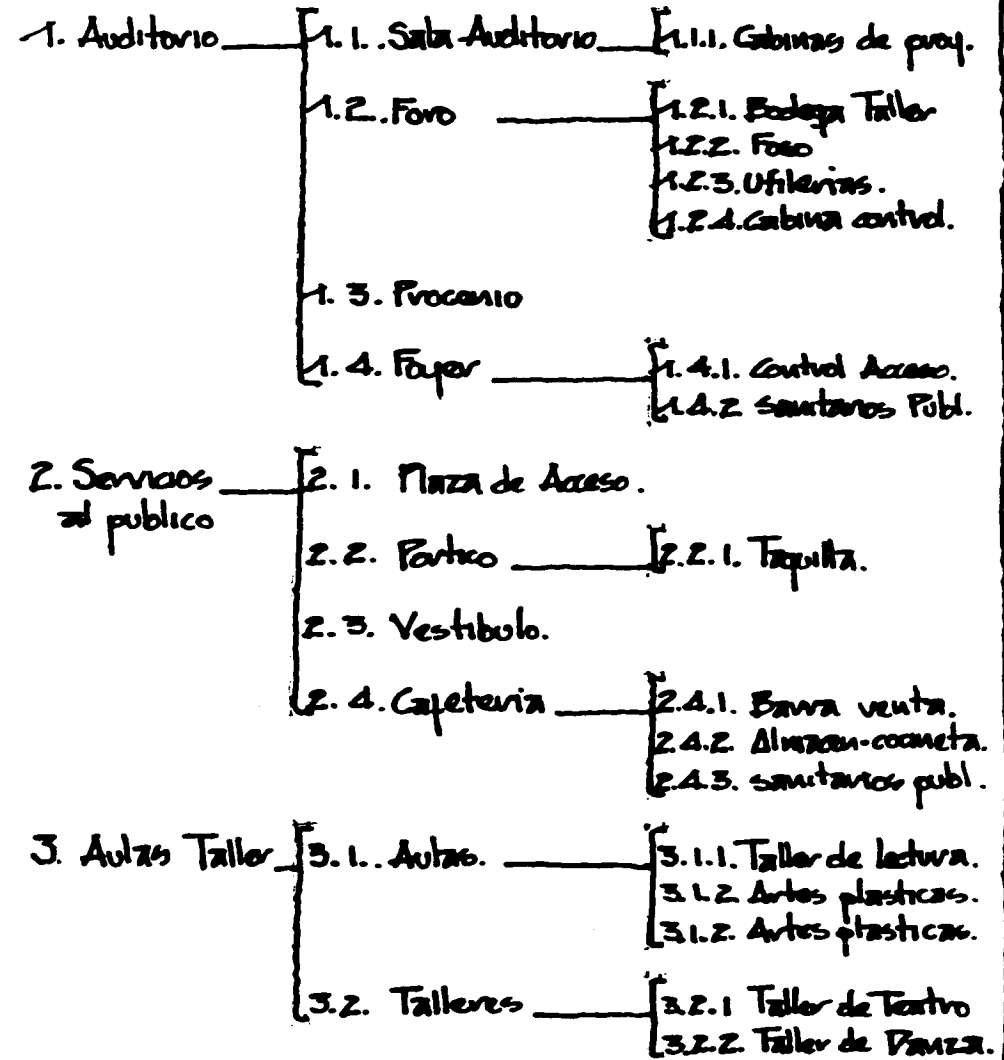 1. Auditorio 1.1. Sala Auditorio 1.1.1. Cabinas de proy.
1.2. Foro 1.2.1. Bodega Taller
1.2.2. Foso
1.2.3. Utilerias.
1.2.4. Cabina control.
1.3. Procenio
1.4. Foyer 1.4.1. Control Acceso.
1.4.2 Sanitarios Publ.
2. Servicios 2.1. Plaza de Acceso.
al publico
2.2. Portico 2.2.1. Taquilla.
2.3. Vestibulo.
2.4. Cafeteria 2.4.1. Barra venta.
2.4.2. Almacen-cocineta.
2.4.3. sanitarios publ.
3. Aulas Taller 3.1. Aulas. 3.1.1. Taller de lectura.
3.1.2 Artes plasticas.
3.1.2. Artes plasticas.
3.2. Talleres 3.2.1 Taller de Teatro
3.2.2. Taller de Danza.